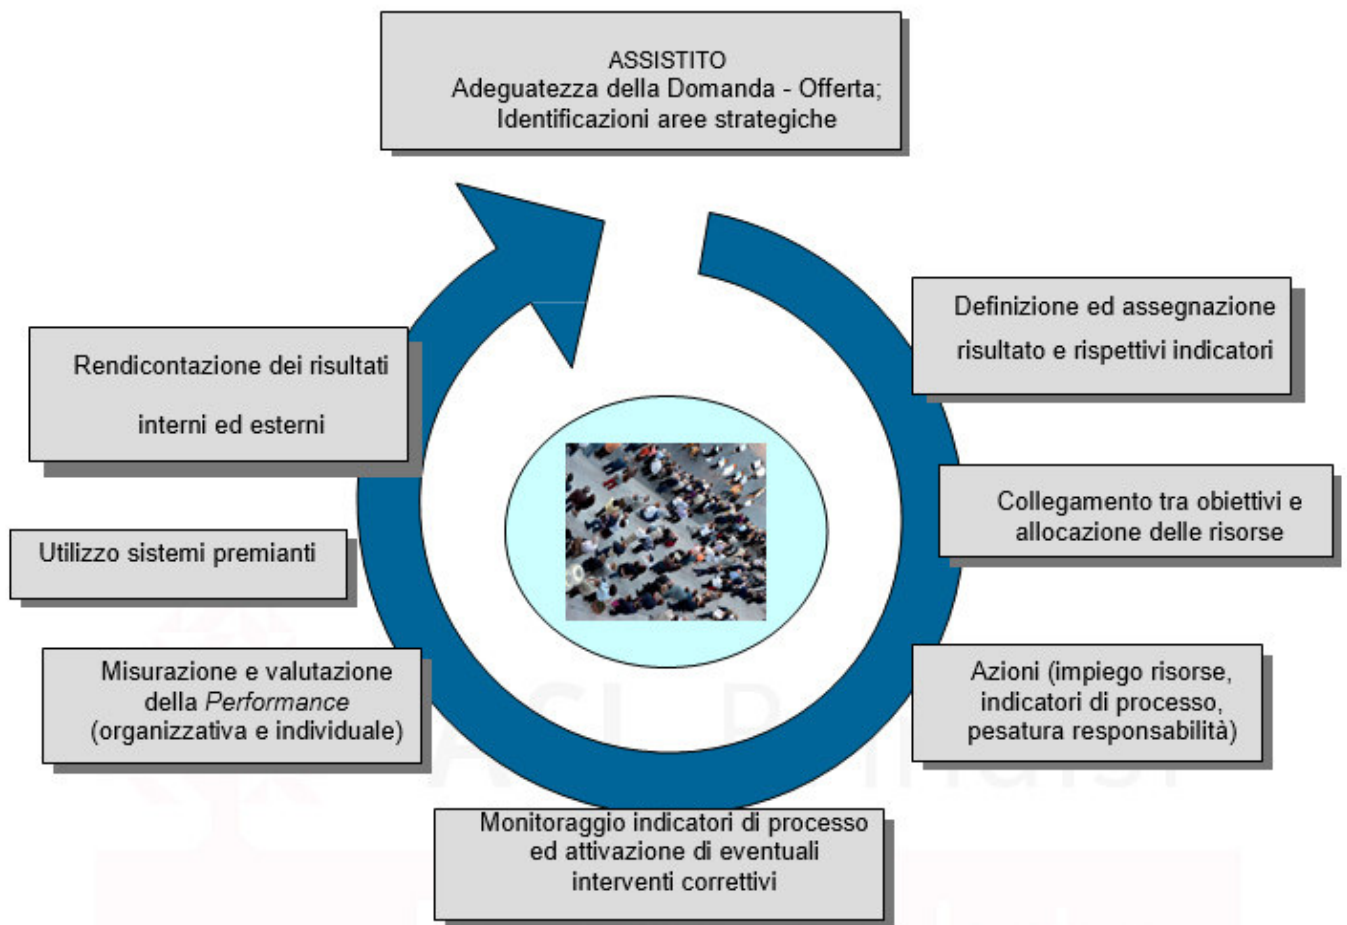 ASSISTITO
Adeguatezza della Domanda - Offerta;
Identificazioni aree strategiche
Definizione ed assegnazione
risultato e rispettivi indicatori
Collegamento tra obiettivi e
allocazione delle risorse
Azioni (impiego risorse,
indicatori di processo,
pesatura responsabilità)
Monitoraggio indicatori di processo
ed attivazione di eventuali
interventi correttivi
Misurazione e valutazione
della Performance
(organizzativa e individuale)
Utilizzo sistemi premianti
Rendicontazione dei risultati
interni ed esterni